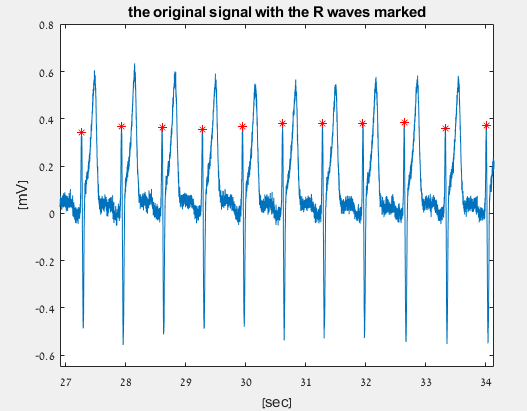 the original signal with the R waves marked
0.8
0.6
0.4
0.2
0
-0.2
-0.4
-0.6
[mV]
27 28 29 30 31 32 33 34
[sec]